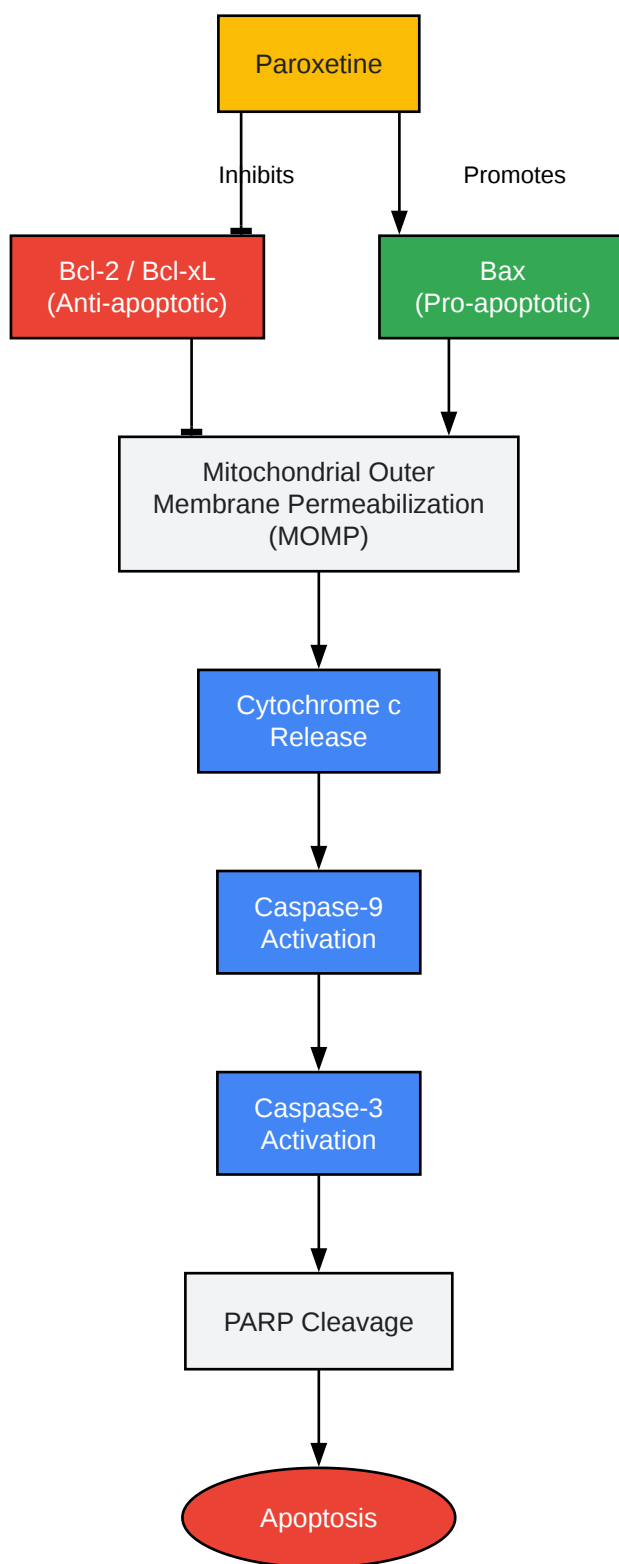 Paroxetine
Inhibits
Promotes
Bcl-2 / Bcl-xL
(Anti-apoptotic)
Bax
(Pro-apoptotic)
Mitochondrial Outer
Membrane Permeabilization
(MOMP)
Cytochrome c
Release
Caspase-9
Activation
Caspase-3
Activation
PARP Cleavage
Apoptosis